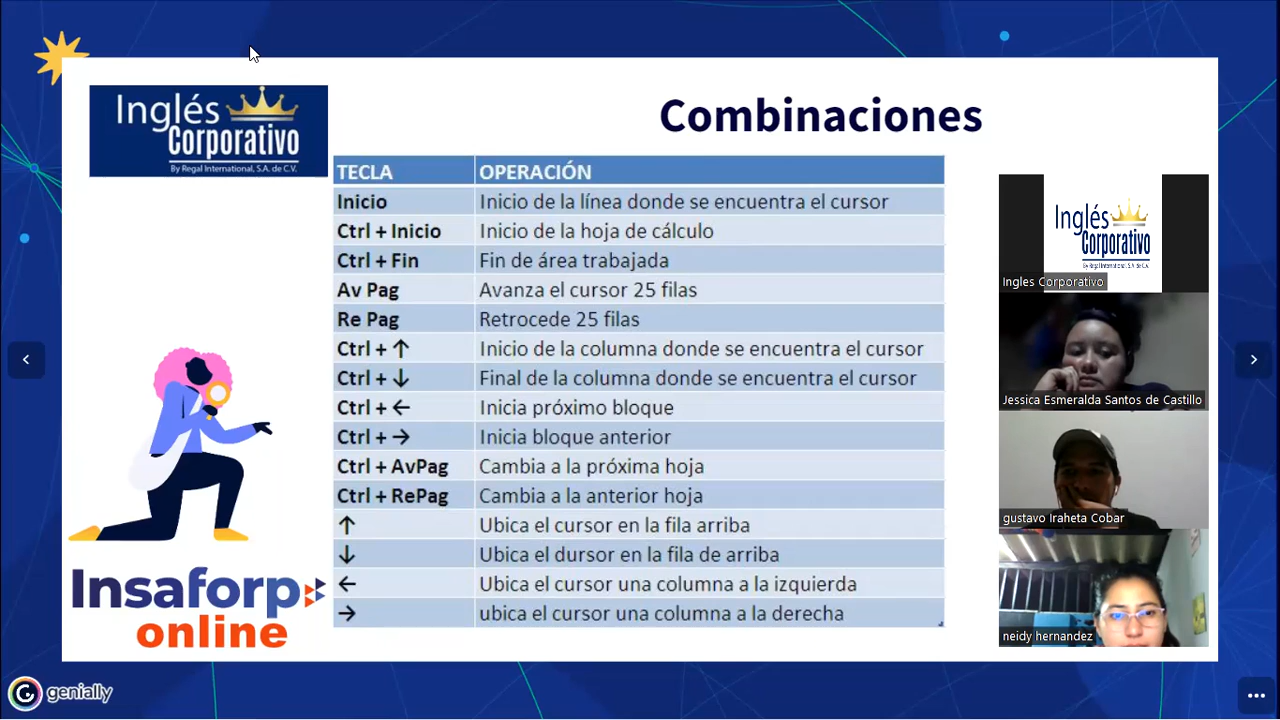 Inglés
Corporativo
By Regal International, S.A. de C.V.
Combinaciones
TECLA OPERACIÓN
Inicio Inicio de la línea donde se encuentra el cursor
Ctrl + Inicio Inicio de la hoja de cálculo
Ctrl + Fin Fin de área trabajada
Av Pag Avanza el cursor 25 filas
Re Pag Retrocede 25 filas
Ctrl + ↑ Inicio de la columna donde se encuentra el cursor
Ctrl + ↓ Final de la columna donde se encuentra el cursor
Ctrl + ← Inicia próximo bloque
Ctrl + → Inicia bloque anterior
Ctrl + AvPag Cambia a la próxima hoja
Ctrl + RePag Cambia a la anterior hoja
↑ Ubica el cursor en la fila arriba
↓ Ubica el dursor en la fila de arriba
← Ubica el cursor una columna a la izquierda
→ ubica el cursor una columna a la derecha
Insaforp
online
Inglés
Corporativo
By Regal International, S.A. de C.V.
Ingles Corporativo
Jessica Esmeralda Santos de Castillo
gustavo Iraheta Cobar
neidy hernandez
genially